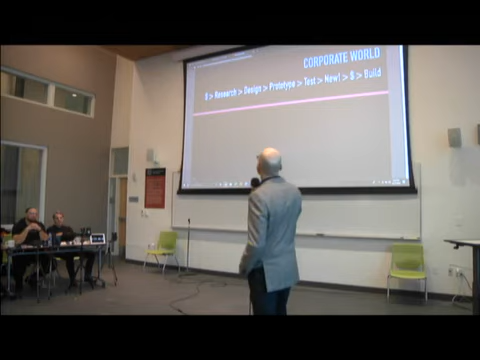 CORPORATE WORLD
$ > Research > Design > Prototype > Test > New! > $ > Build